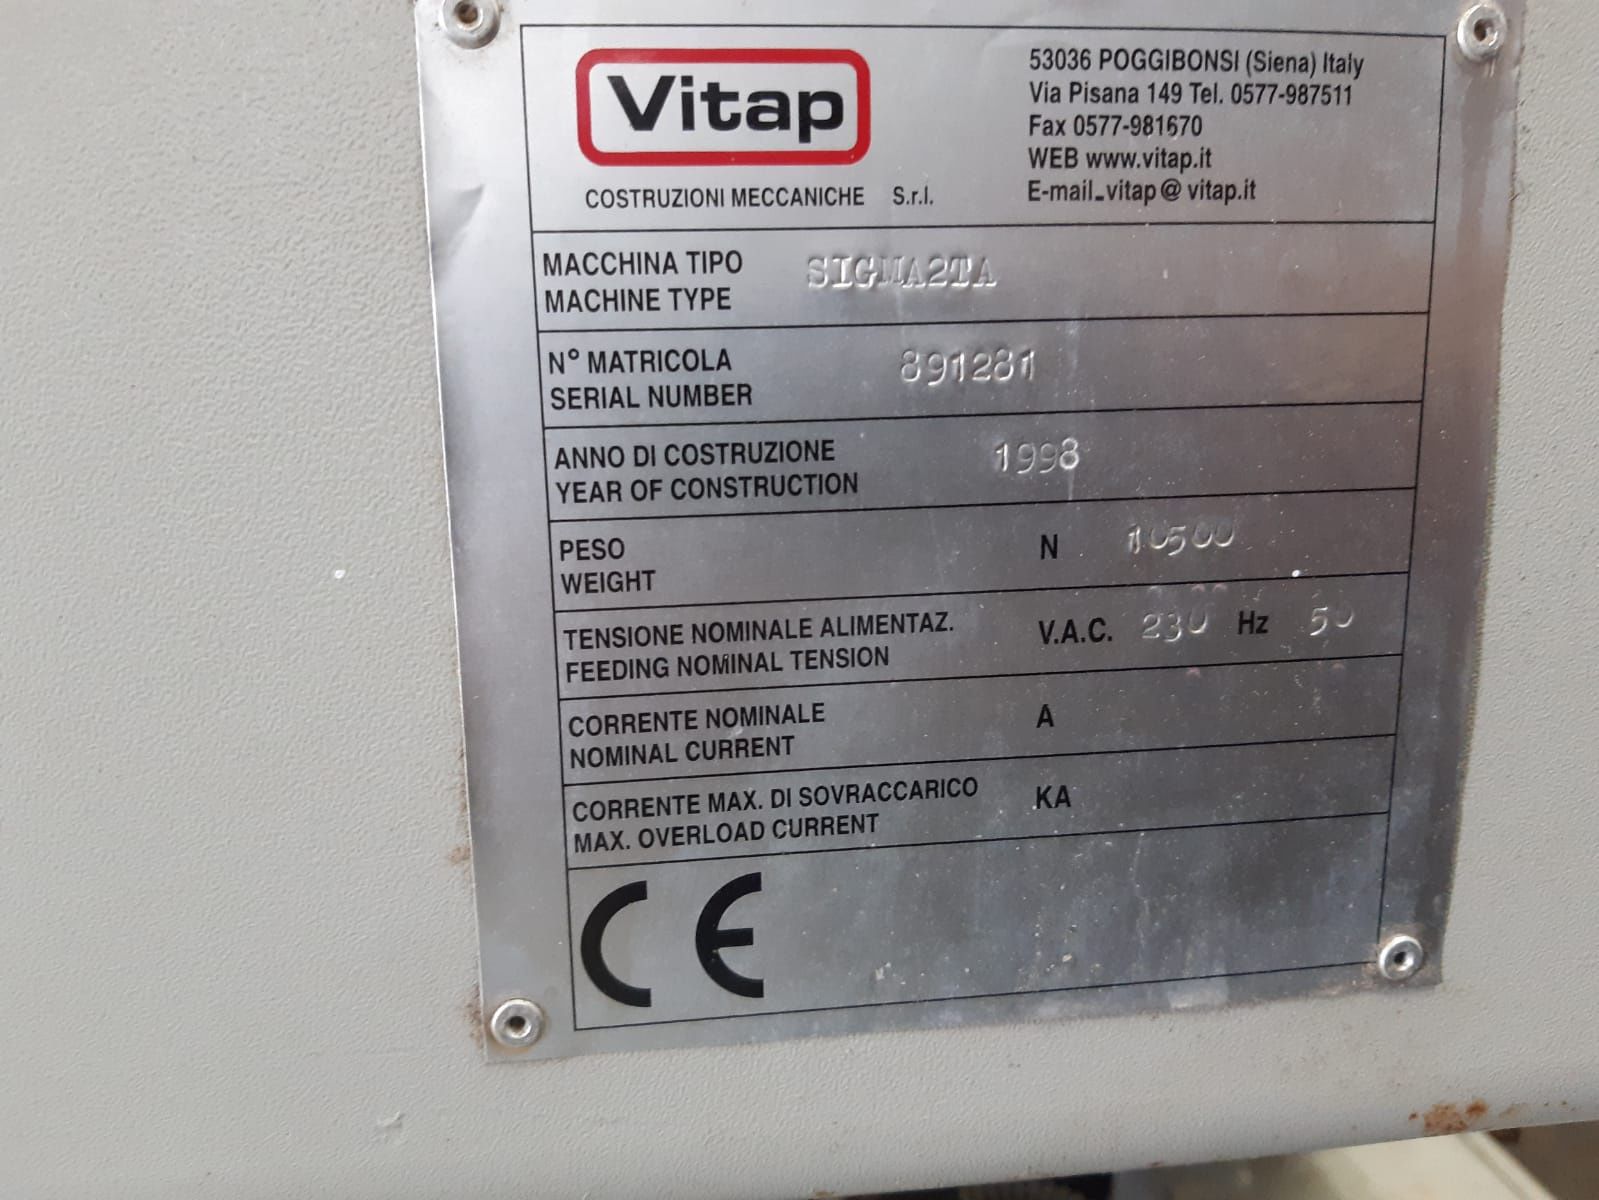 Vitap
COSTRUZIONI MECCANICHE S.r.l.
53036 POGGIBONSI (Siena) Italy
Via Pisana 149 Tel. 0577-987511
Fax 0577-981670
WEB www.vitap.it
E-mail_vitap@vitap.it
MACCHINA TIPO
MACHINE TYPE
SIGMA2TA
N° MATRICOLA
SERIAL NUMBER
891281
ANNO DI COSTRUZIONE
YEAR OF CONSTRUCTION
1998
PESO
WEIGHT
N 10500
TENSIONE NOMINALE ALIMENTAZ.
FEEDING NOMINAL TENSION
V.A.C. 230 Hz 50
CORRENTE NOMINALE
NOMINAL CURRENT
A
CORRENTE MAX. DI SOVRACCARICO
MAX. OVERLOAD CURRENT
KA
CE